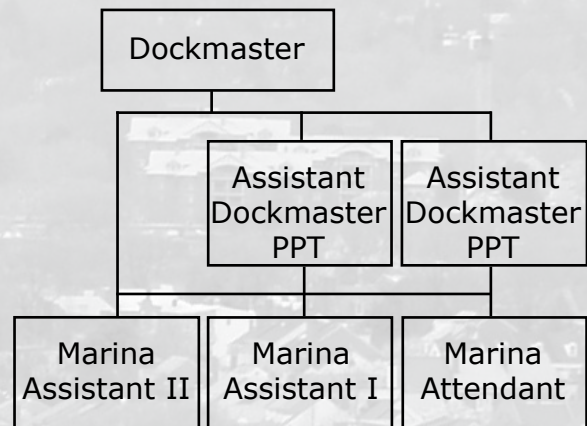 Dockmaster
Assistant
Dockmaster
PPT
Assistant
Dockmaster
PPT
Marina
Assistant II
Marina
Assistant I
Marina
Attendant